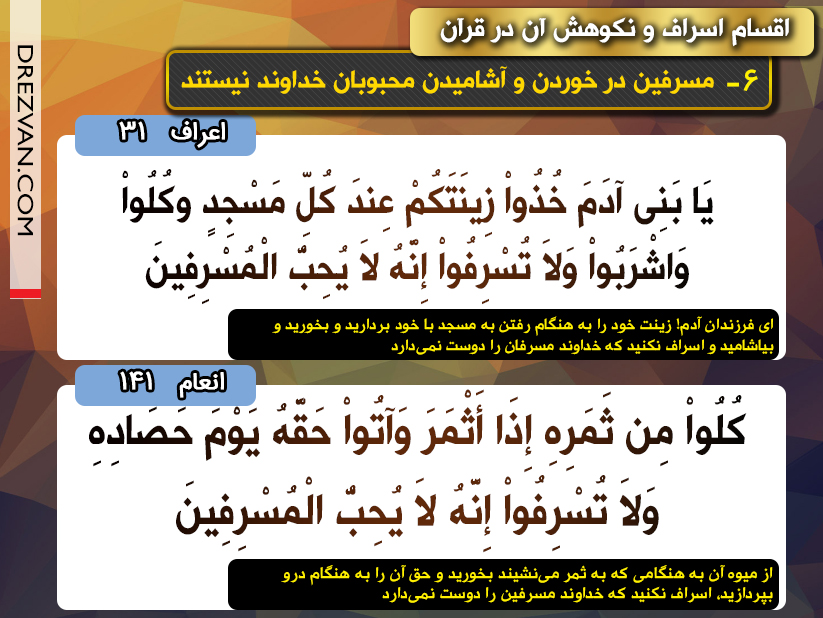 اقسام اسراف و نکوهش آن در قرآن
۶- مسرفین در خوردن و آشامیدن محبوبان خداوند نیستند
DREZVAN.COM
اعراف ۳۱
يَا بَنِي آدَمَ خُذُواْ زِينَتَكُمْ عِندَ كُلِّ مَسْجِدٍ وكُلُواْ
وَاشْرَبُواْ وَلاَ تُسْرِفُواْ إِنَّهُ لاَ يُحِبُّ الْمُسْرِفِينَ
ای فرزندان آدم! زینت خود را به هنگام رفتن به مسجد با خود بردارید و بخورید و
بیاشامید و اسراف نکنید که خداوند مسرفان را دوست نمی‌دارد
انعام ۱۴۱
كُلُواْ مِن ثَمَرِهِ إِذَا أَثْمَرَ وَآتُواْ حَقَّهُ يَوْمَ حَصَادِهِ
وَلاَ تُسْرِفُواْ إِنَّهُ لاَ يُحِبُّ الْمُسْرِفِينَ
از میوه آن به هنگامی که به ثمر می‌نشیند بخورید و حق آن را به هنگام درو
بپردازید، اسراف نکنید که خداوند مسرفین را دوست نمی‌دارد